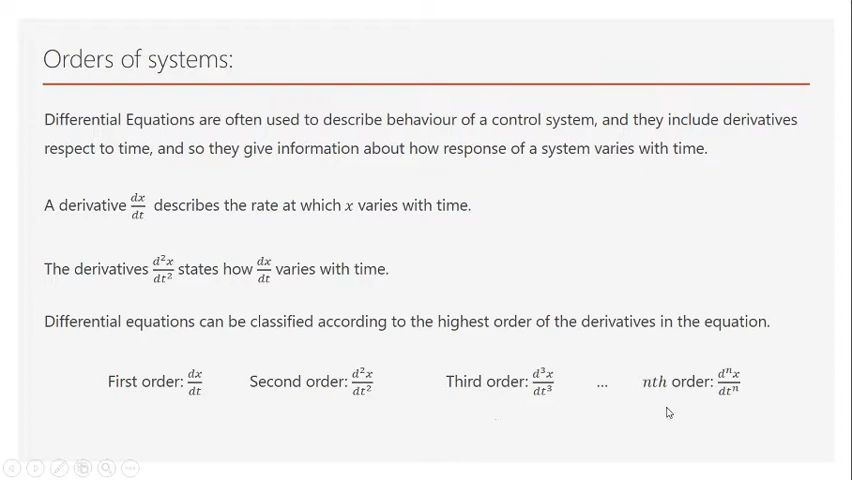 Orders of systems:
Differential Equations are often used to describe behaviour of a control system, and they include derivatives
respect to time, and so they give information about how response of a system varies with time.
A derivative dx/dt describes the rate at which x varies with time.
The derivatives d²x/dt² states how dx/dt varies with time.
Differential equations can be classified according to the highest order of the derivatives in the equation.
First order: dx/dt Second order: d²x/dt² Third order: d³x/dt³ ... nth order: dⁿx/dtⁿ